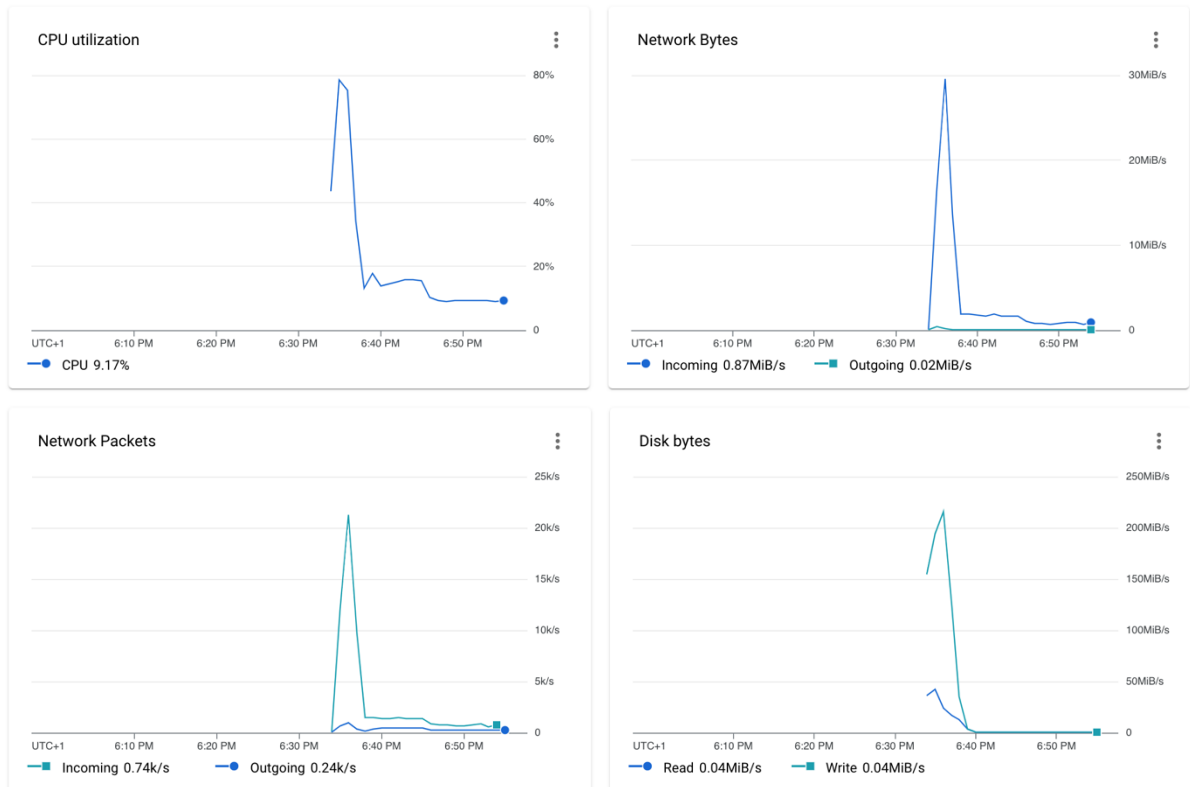 CPU utilization
80%
60%
40%
20%
0
UTC+1 6:10 PM 6:20 PM 6:30 PM 6:40 PM 6:50 PM
CPU 9.17%
Network Bytes
30MiB/s
20MiB/s
10MiB/s
0
UTC+1 6:10 PM 6:20 PM 6:30 PM 6:40 PM 6:50 PM
Incoming 0.87MiB/s Outgoing 0.02MiB/s
Network Packets
25k/s
20k/s
15k/s
10k/s
5k/s
0
UTC+1 6:10 PM 6:20 PM 6:30 PM 6:40 PM 6:50 PM
Incoming 0.74k/s Outgoing 0.24k/s
Disk bytes
250MiB/s
200MiB/s
150MiB/s
100MiB/s
50MiB/s
0
UTC+1 6:10 PM 6:20 PM 6:30 PM 6:40 PM 6:50 PM
Read 0.04MiB/s Write 0.04MiB/s